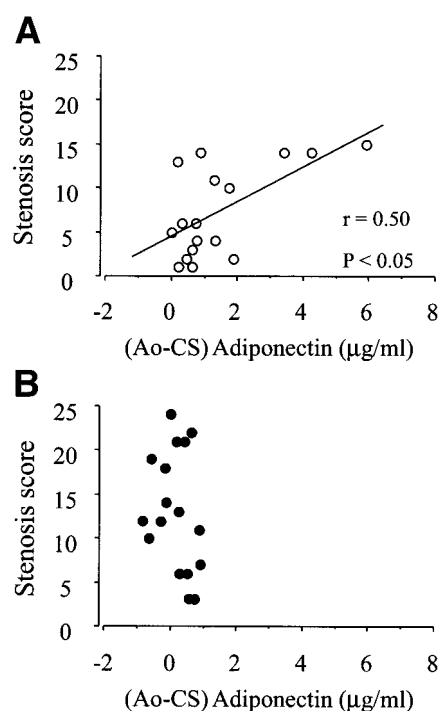 A
Stenosis score
25
20
15
10
5
0
r = 0.50
P < 0.05
-2 0 2 4 6 8
(Ao-CS) Adiponectin (μg/ml)
B
Stenosis score
25
20
15
10
5
0
-2 0 2 4 6 8
(Ao-CS) Adiponectin (μg/ml)